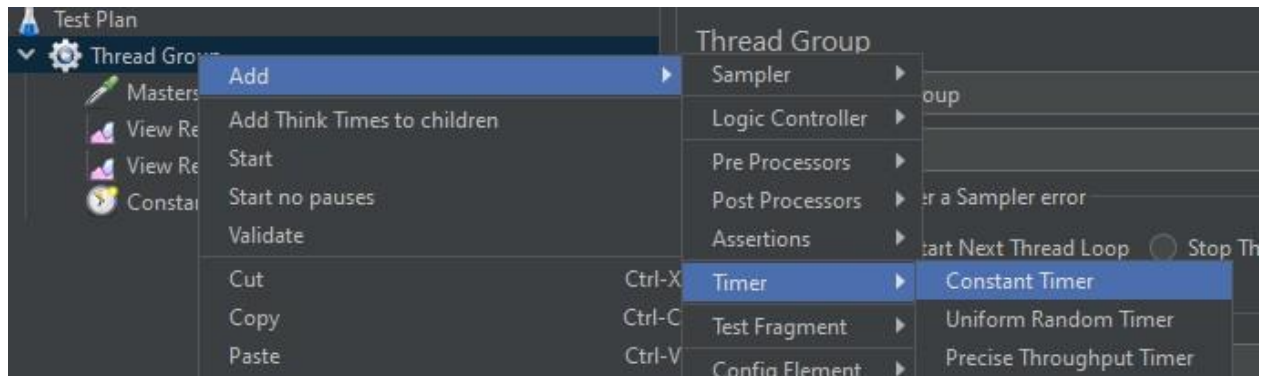 Test Plan
Thread Group
Masters
View Re
View Re
Constar
Add
Add Think Times to children
Start
Start no pauses
Validate
Cut Ctrl-X
Copy Ctrl-C
Paste Ctrl-V
Thread Group
Sampler
Logic Controller
Pre Processors
Post Processors
Assertions
Timer
Test Fragment
Config Element
oup
er a Sampler error
tart Next Thread Loop Stop Th
Constant Timer
Uniform Random Timer
Precise Throughput Timer